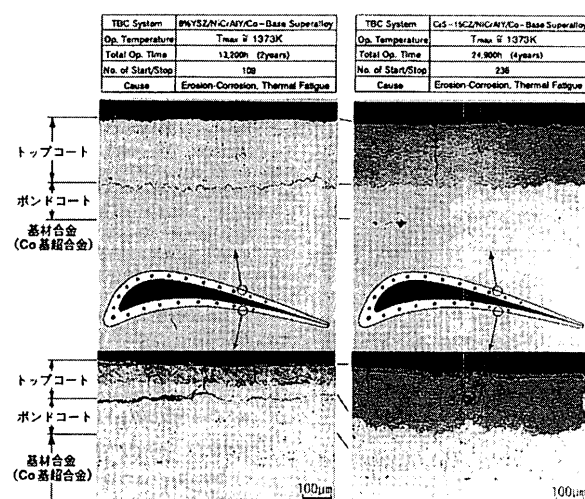 TBC System 8%YSZ/NiCrAlY/Co-Base Superalloy
Op. Temperature Tmax ≅ 1373K
Total Op. Time 13,200h (2years)
No. of Start/Stop 109
Cause Erosion-Corrosion, Thermal Fatigue
TBC System C2S-15CZ/NiCrAlY/Co-Base Superalloy
Op. Temperature Tmax ≅ 1373K
Total Op. Time 24,900h (4years)
No. of Start/Stop 236
Cause Erosion-Corrosion, Thermal Fatigue
トップコート
ボンドコート
基材合金
(Co基超合金)
トップコート
ボンドコート
基材合金
(Co基超合金)
100μm
100μm